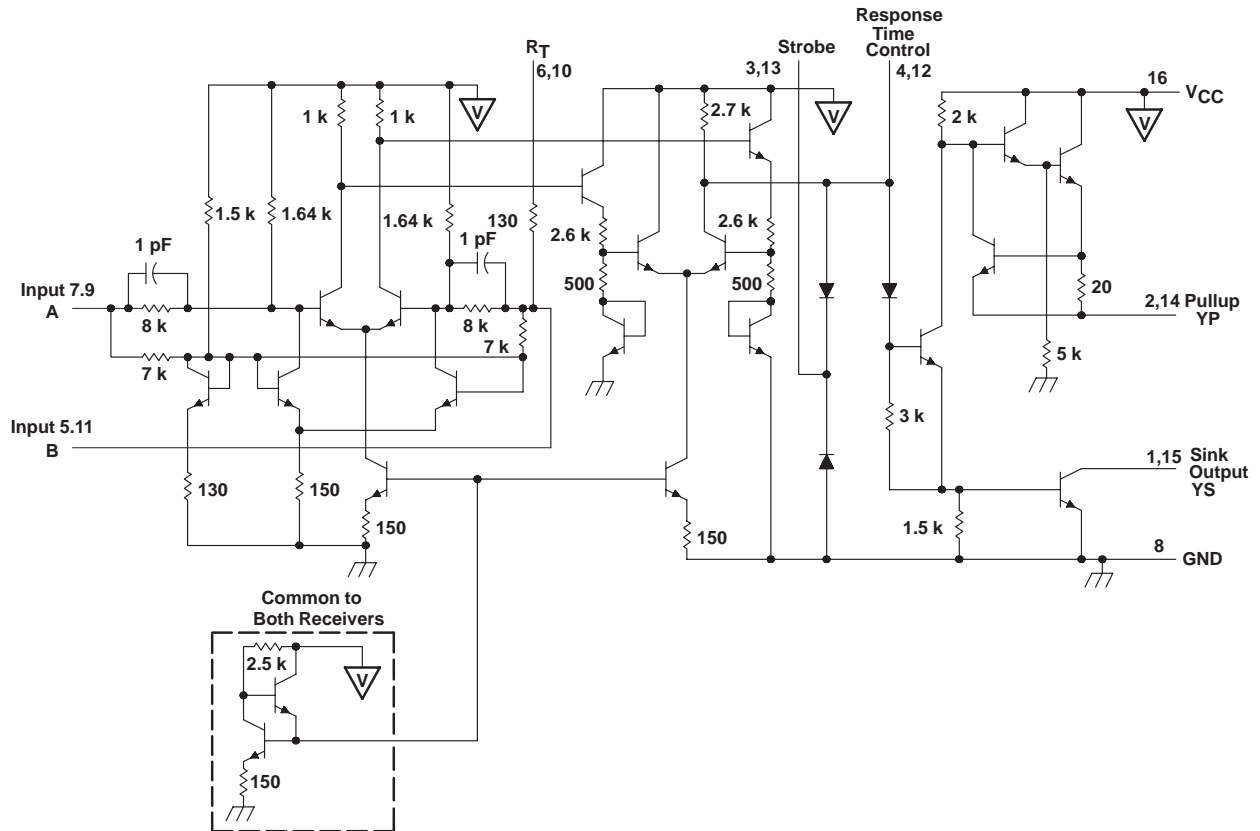 Response
Time
Control
4,12
Strobe
3,13
RT
6,10
16
VCC
V
V
V
1 k
1 k
2.7 k
2 k
1.5 k
1.64 k
1.64 k
130
2.6 k
2.6 k
1 pF
1 pF
Input 7.9
A
8 k
8 k
500
500
20
2,14 Pullup
YP
7 k
7 k
5 k
3 k
Input 5.11
B
130
150
150
150
1.5 k
1,15 Sink
Output
YS
8
GND
Common to
Both Receivers
2.5 k
V
150